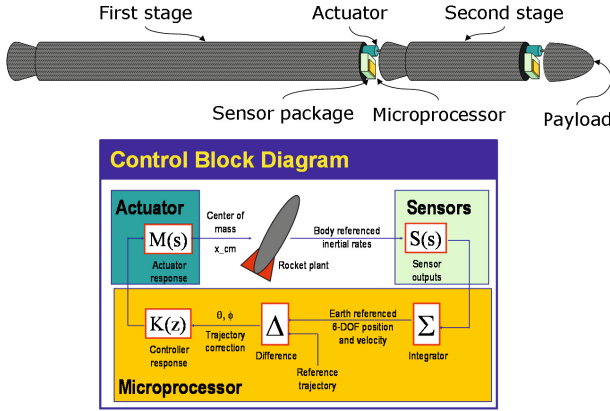 First stage
Actuator
Second stage
Sensor package
Microprocessor
Payload
Control Block Diagram
Actuator
M(s)
Actuator
response
Center of
mass
x_cm
Rocket plant
Body referenced
inertial rates
Sensors
S(s)
Sensor
outputs
K(z)
Controller
response
θ, ϕ
Trajectory
correction
Δ
Difference
Earth referenced
6-DOF position
and velocity
Σ
Integrator
Reference
trajectory
Microprocessor